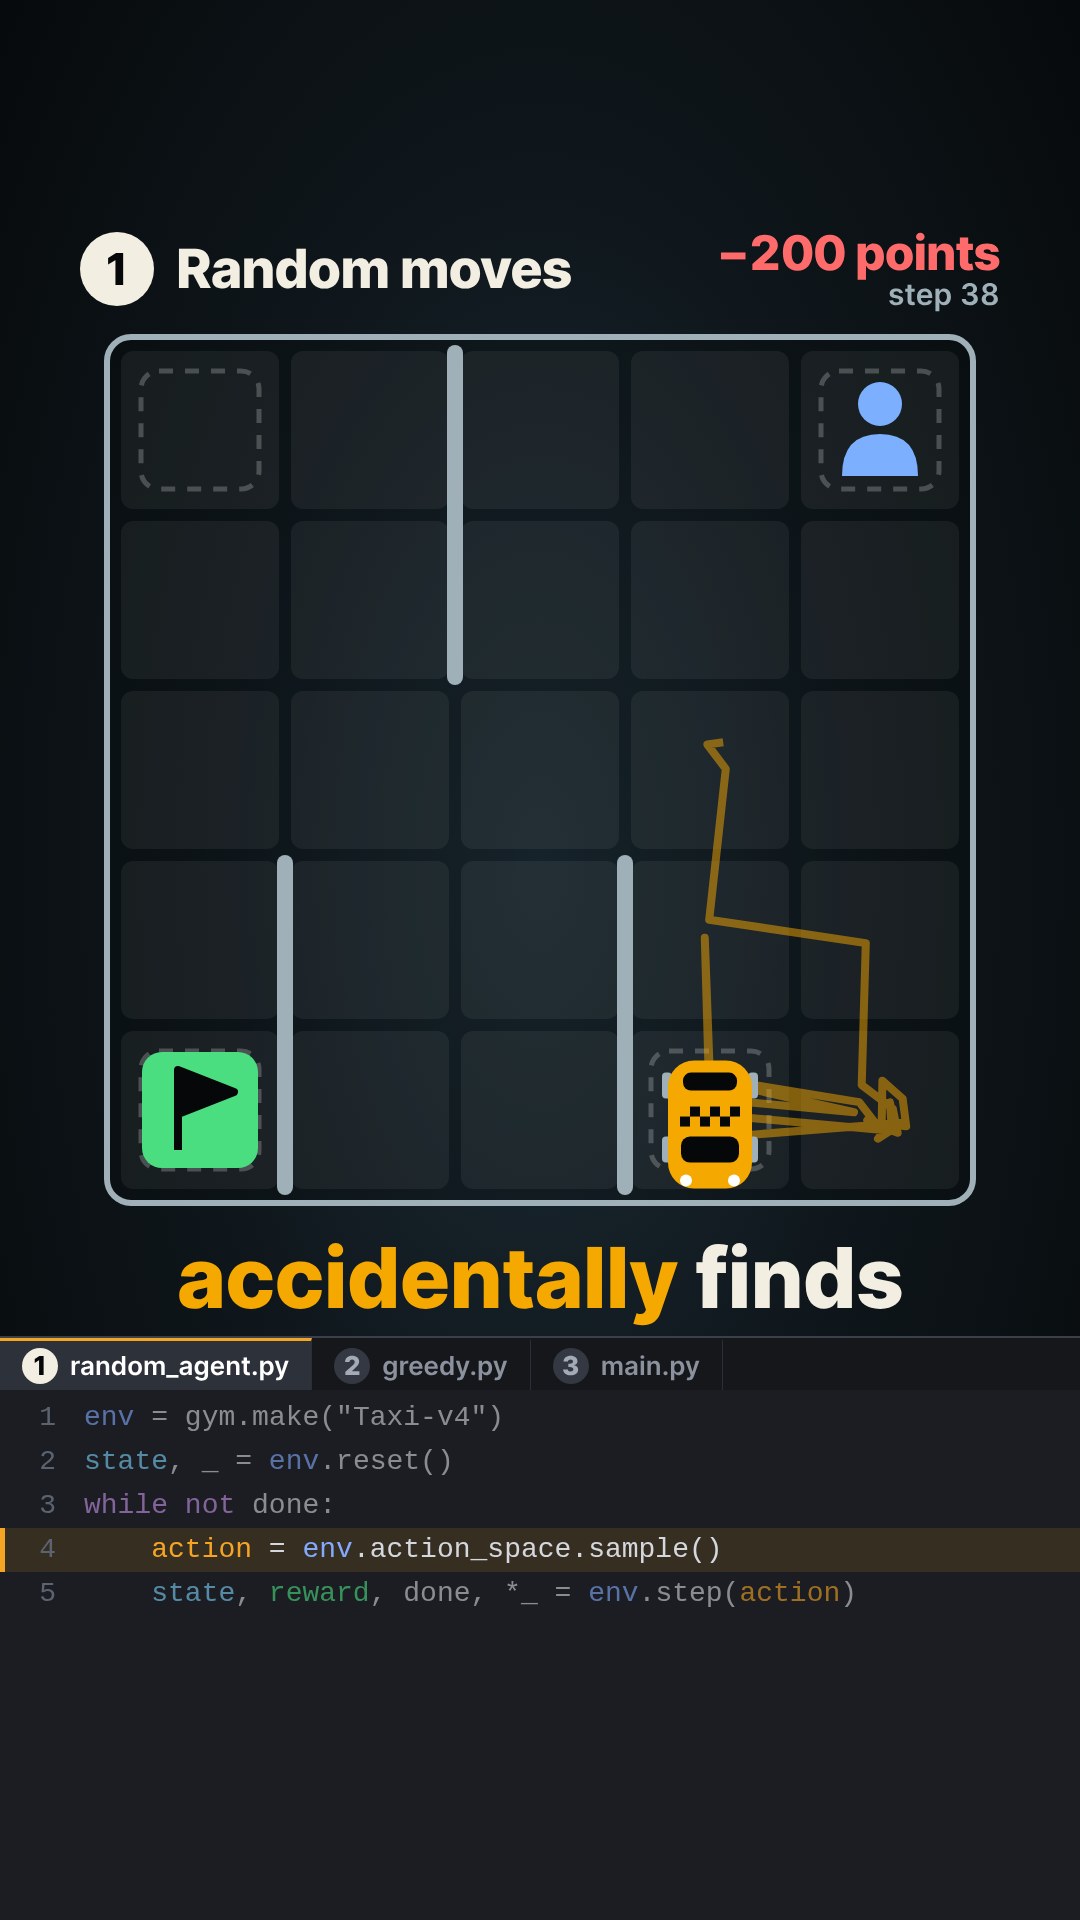 1 Random moves
−200 points
step 38
accidentally finds
1 random_agent.py 2 greedy.py 3 main.py
1 env = gym.make("Taxi-v4")
2 state, _ = env.reset()
3 while not done:
4     action = env.action_space.sample()
5     state, reward, done, *_ = env.step(action)